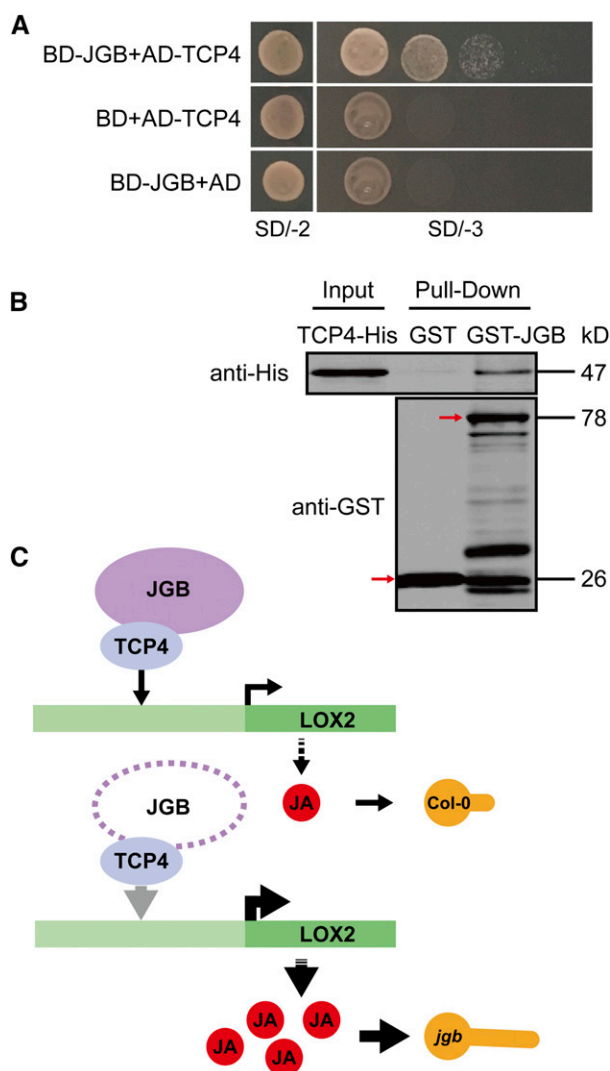 A
BD-JGB+AD-TCP4
BD+AD-TCP4
BD-JGB+AD
SD/-2 SD/-3
B
Input Pull-Down
TCP4-His GST GST-JGB kD
anti-His 47
78
anti-GST
26
C
JGB
TCP4
LOX2
JGB
JA
Col-0
TCP4
LOX2
JA
JA
JA
JA
jgb